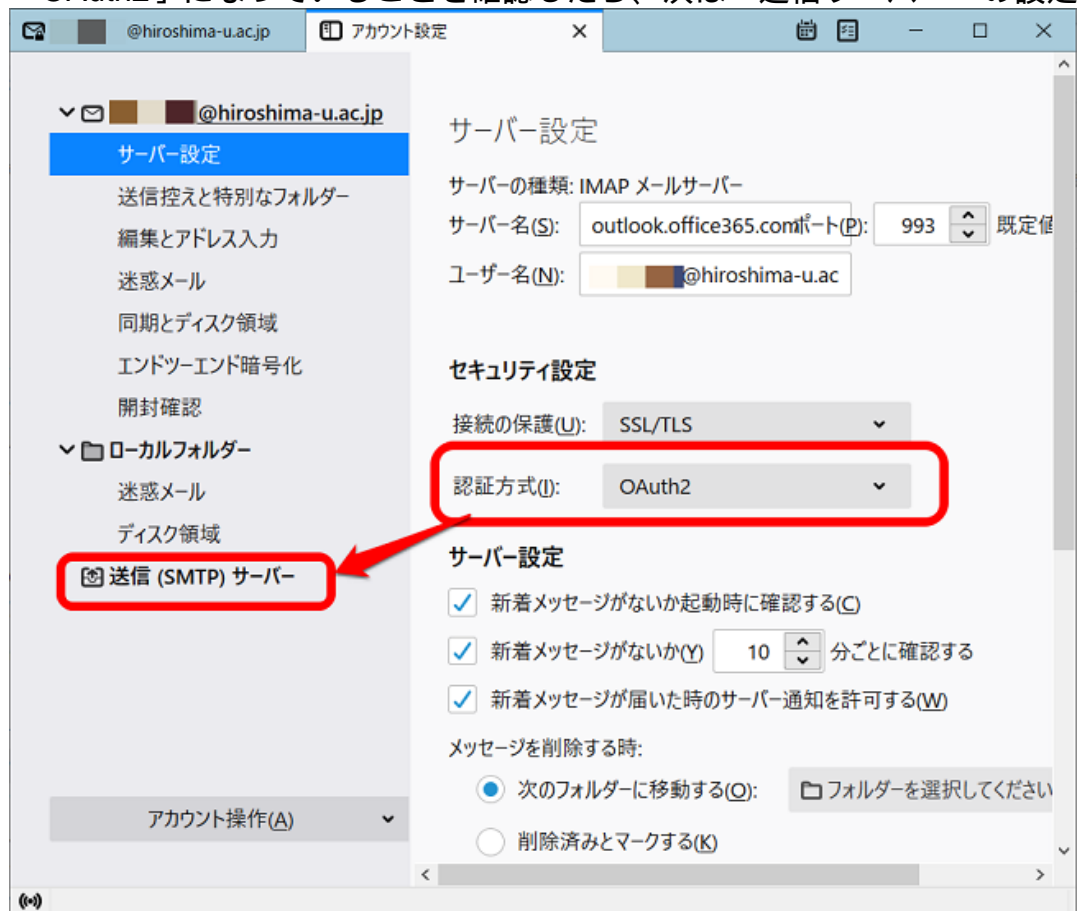 @hiroshima-u.ac.jp
アカウント設定
@hiroshima-u.ac.jp
サーバー設定
送信控えと特別なフォルダー
編集とアドレス入力
迷惑メール
同期とディスク領域
エンドツーエンド暗号化
開封確認
ローカルフォルダー
迷惑メール
ディスク領域
送信 (SMTP) サーバー
アカウント操作(A)
サーバー設定
サーバーの種類: IMAP メールサーバー
サーバー名(S): outlook.office365.com ポート(P): 993 既定値
ユーザー名(N): @hiroshima-u.ac
セキュリティ設定
接続の保護(U): SSL/TLS
認証方式(I): OAuth2
サーバー設定
新着メッセージがないか起動時に確認する(C)
新着メッセージがないか(Y) 10 分ごとに確認する
新着メッセージが届いた時のサーバー通知を許可する(W)
メッセージを削除する時:
次のフォルダーに移動する(O): フォルダーを選択してください
削除済みとマークする(K)